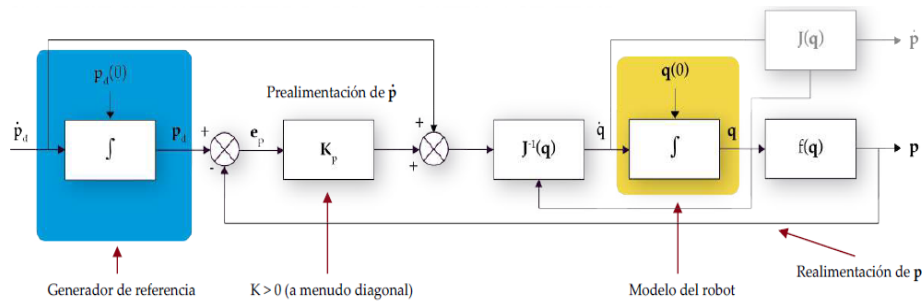 p_d(0)
ṗ_d
∫
p_d
+
-
e_p
Prealimentación de ṗ
K_p
+
+
J⁻¹(q)
q̇
q(0)
∫
q
J(q)
ṗ
f(q)
p
Generador de referencia
K > 0 (a menudo diagonal)
Modelo del robot
Realimentación de p